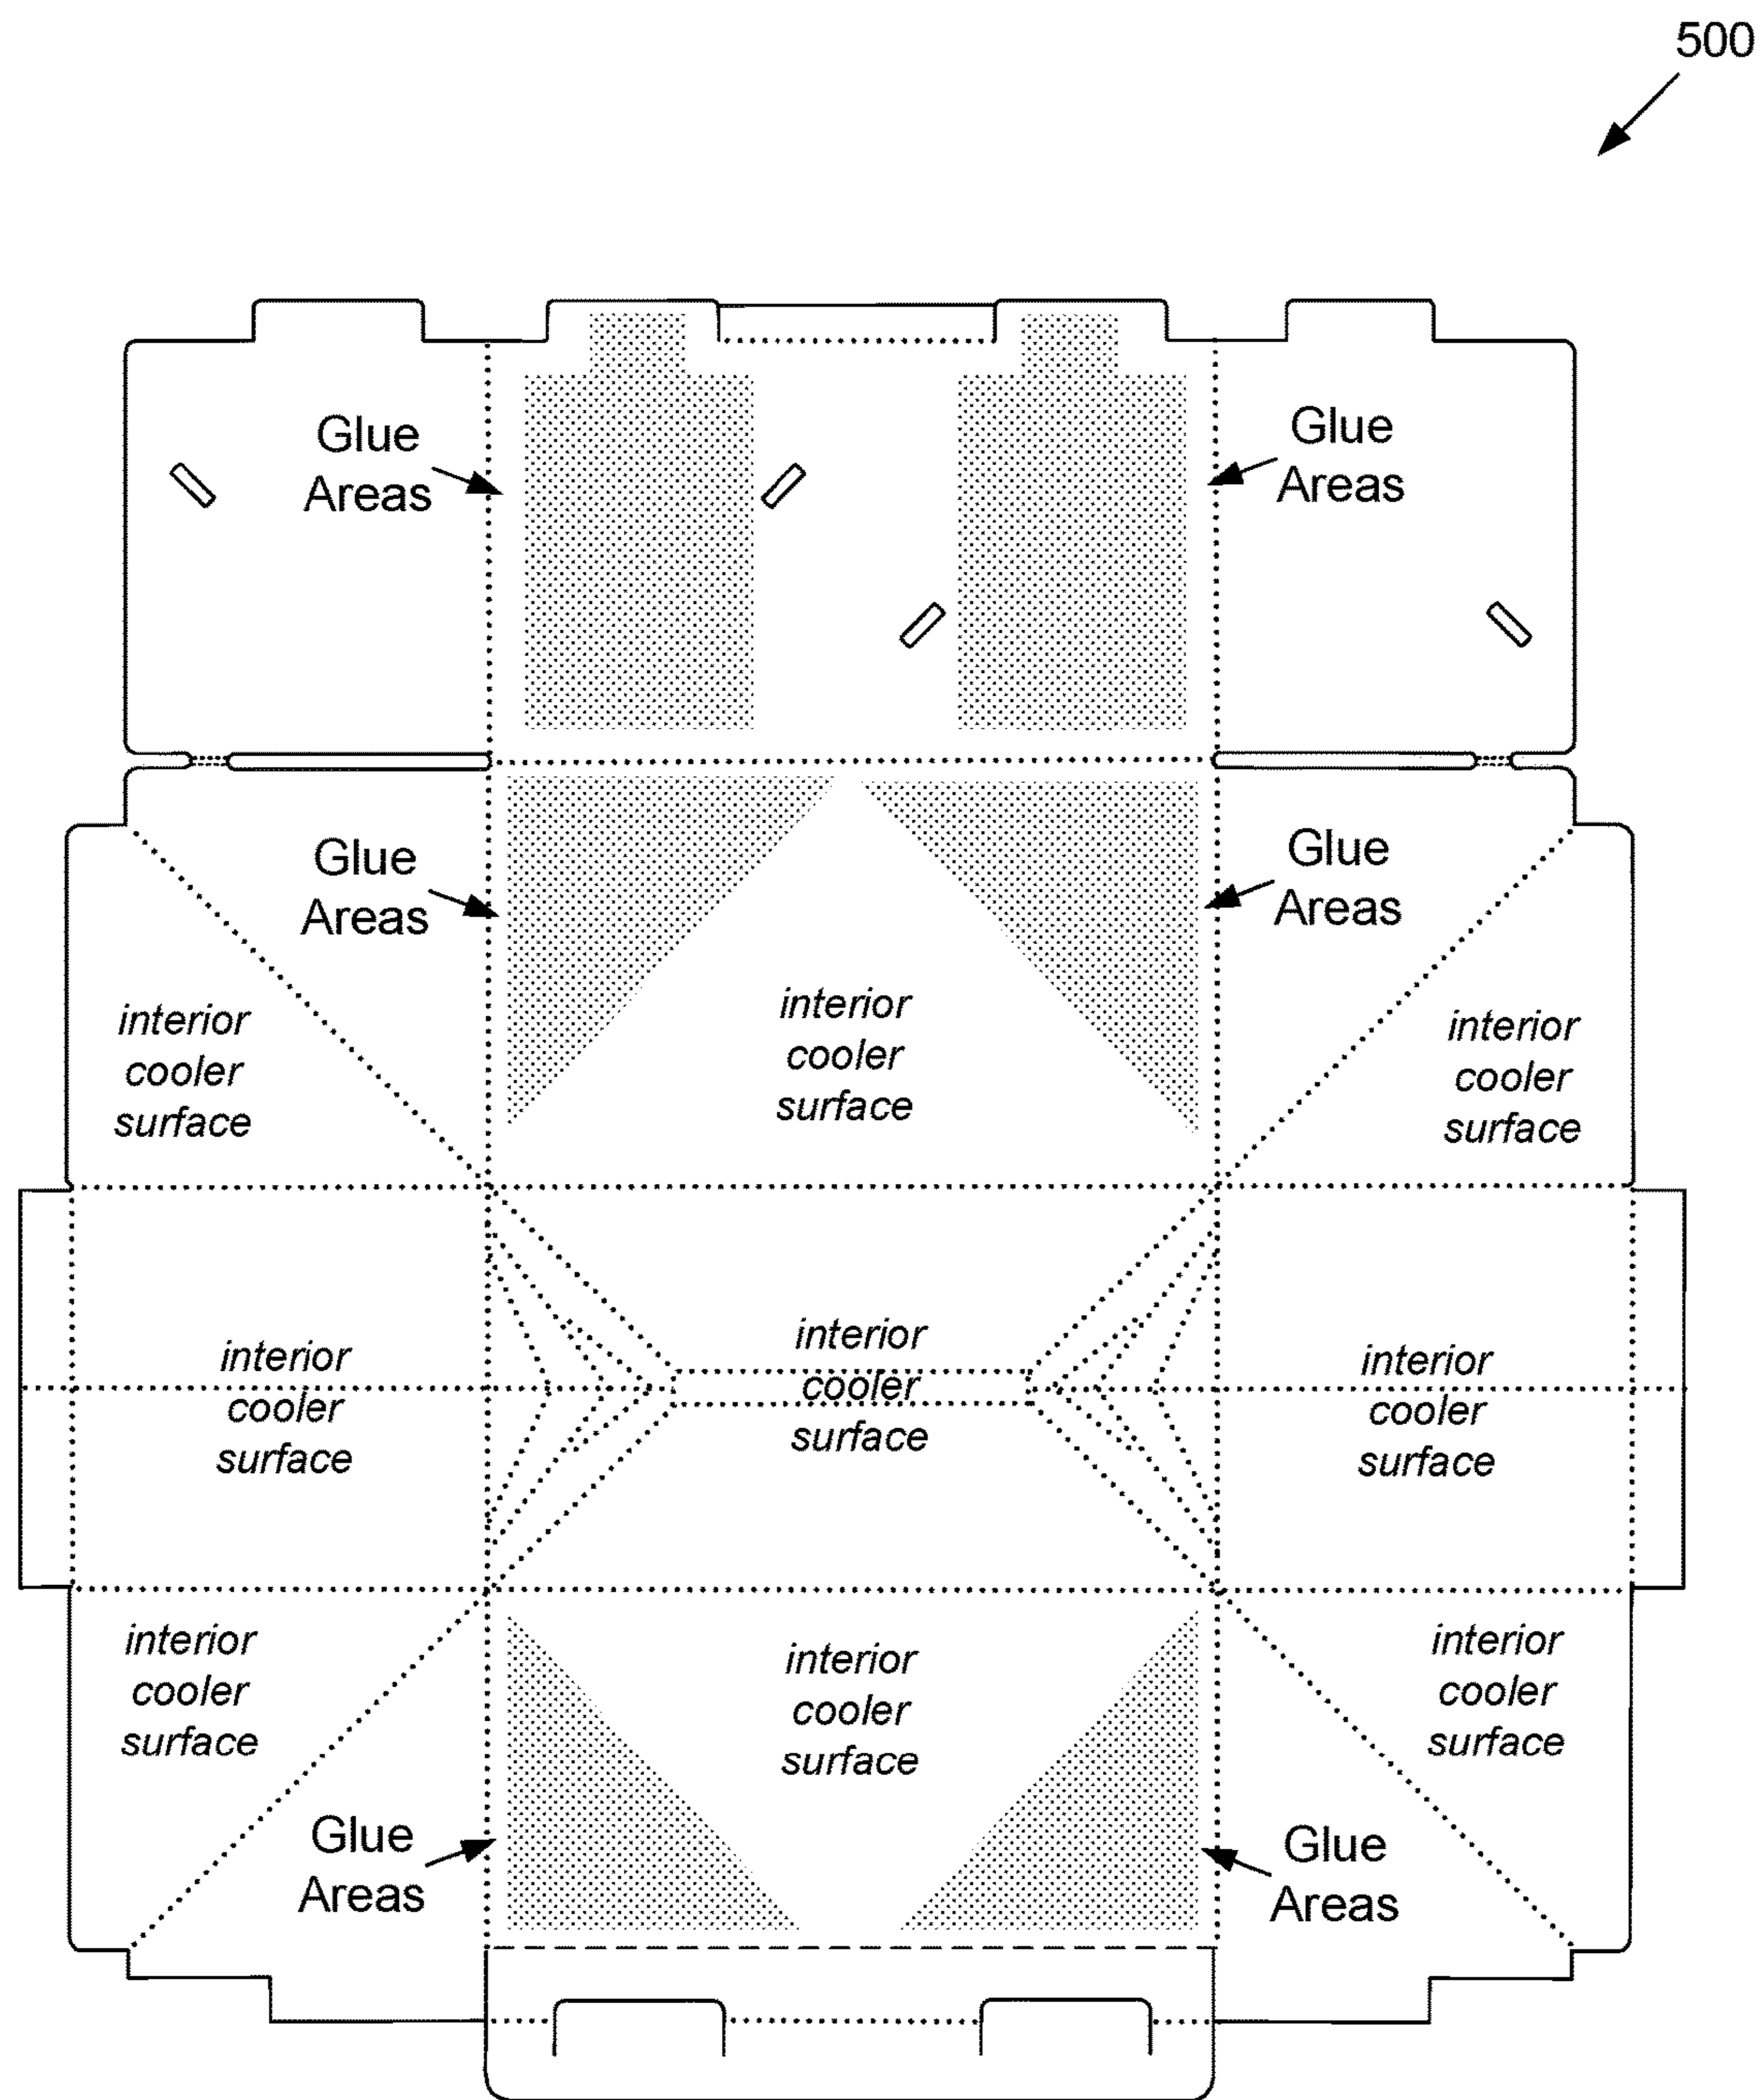 500
Glue
Areas
Glue
Areas
Glue
Areas
Glue
Areas
interior
cooler
surface
interior
cooler
surface
interior
cooler
surface
interior
cooler
surface
interior
cooler
surface
interior
cooler
surface
interior
cooler
surface
interior
cooler
surface
interior
cooler
surface
Glue
Areas
Glue
Areas